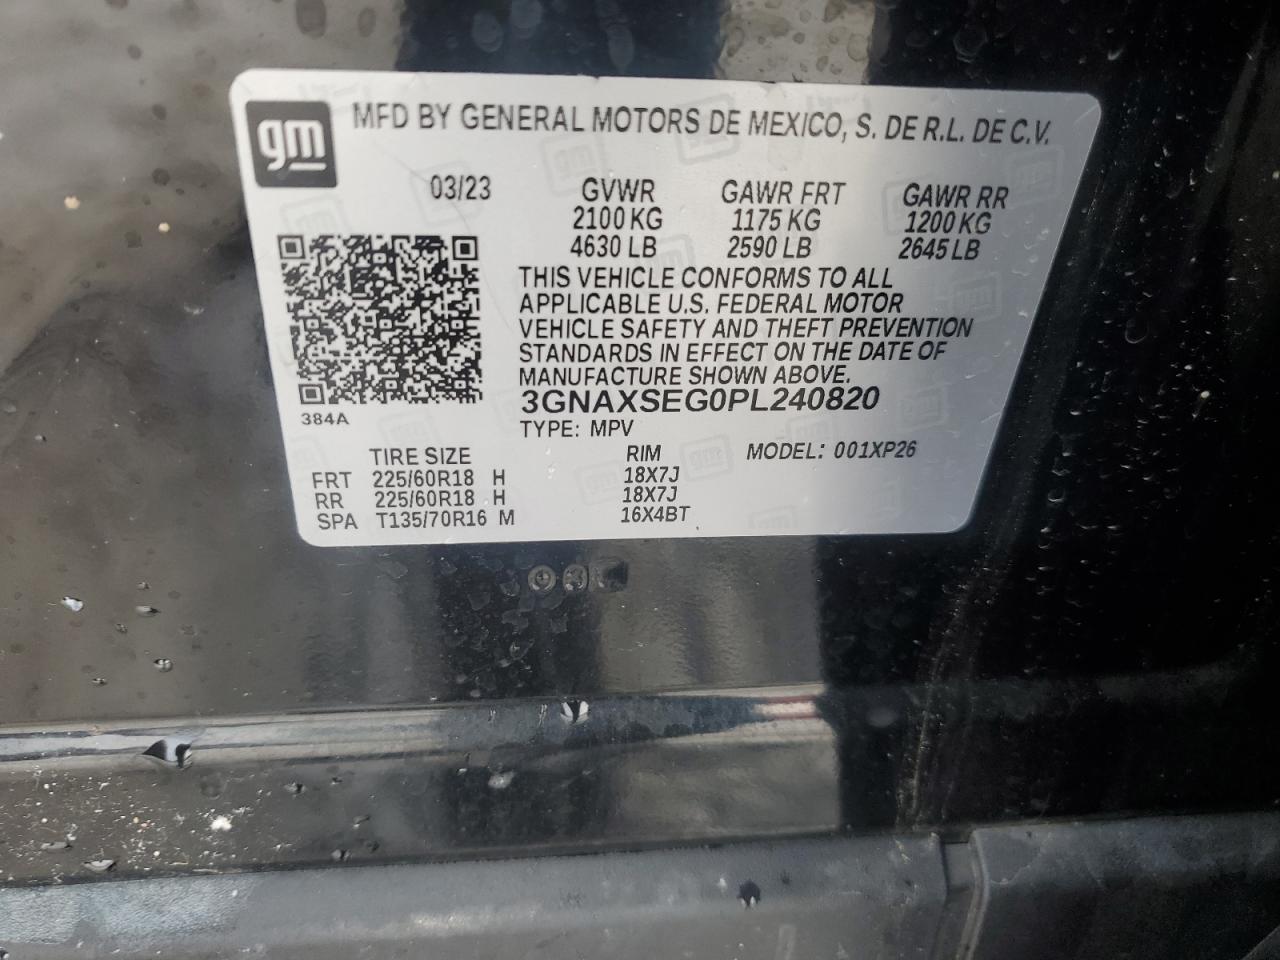 gm
MFD BY GENERAL MOTORS DE MEXICO, S. DE R.L. DE C.V.
03/23 GVWR GAWR FRT GAWR RR
2100 KG 1175 KG 1200 KG
4630 LB 2590 LB 2645 LB
THIS VEHICLE CONFORMS TO ALL
APPLICABLE U.S. FEDERAL MOTOR
VEHICLE SAFETY AND THEFT PREVENTION
STANDARDS IN EFFECT ON THE DATE OF
MANUFACTURE SHOWN ABOVE.
384A
3GNAXSEG0PL240820
TYPE: MPV
TIRE SIZE RIM MODEL: 001XP26
FRT 225/60R18 H 18X7J
RR 225/60R18 H 18X7J
SPA T135/70R16 M 16X4BT